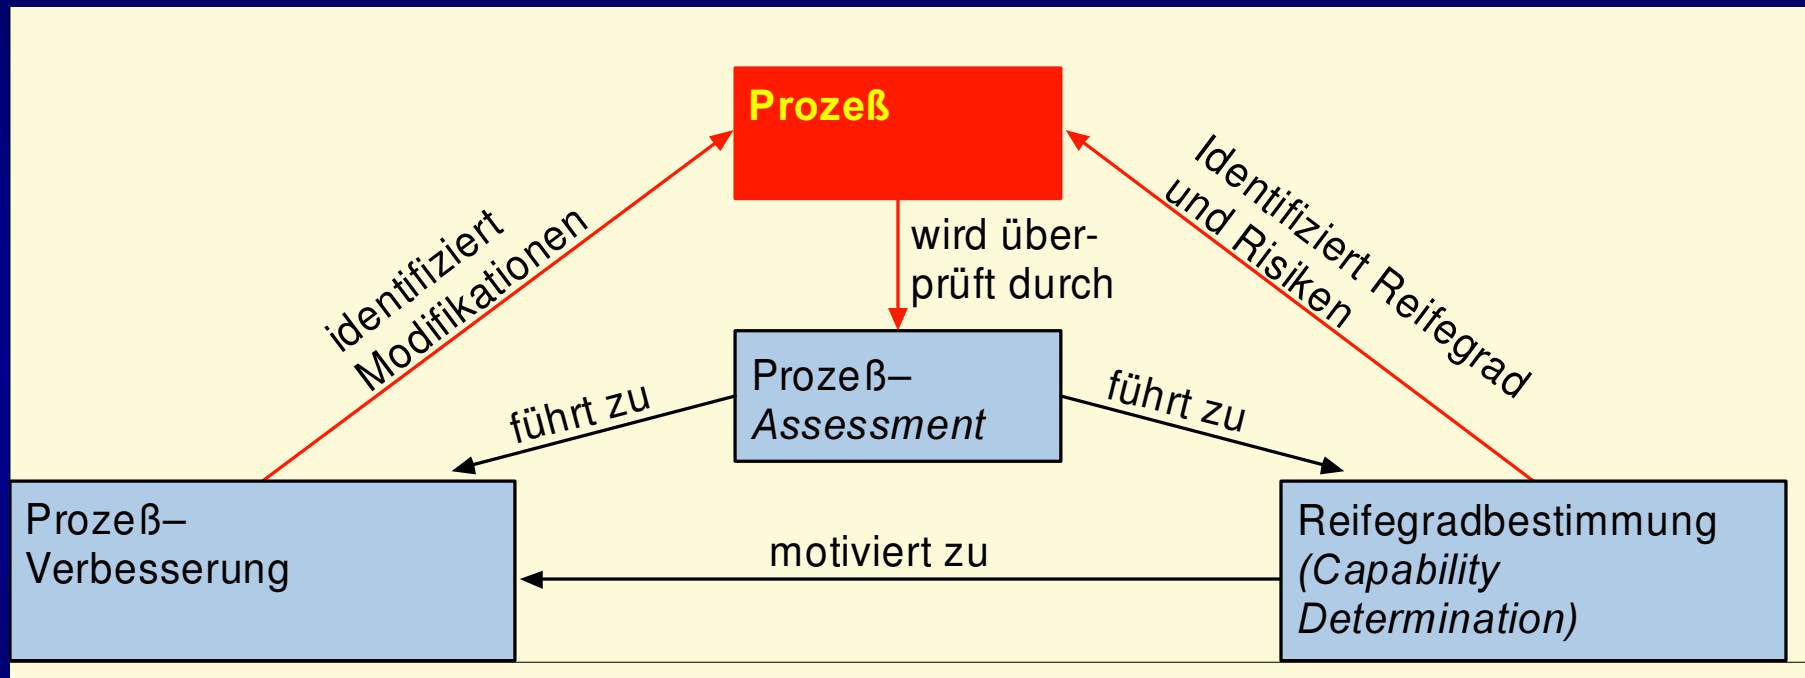 Prozeß
identifiziert
Modifikationen
wird über-
prüft durch
Identifiziert Reifegrad
und Risiken
Prozeß–
Assessment
führt zu
führt zu
Prozeß–
Verbesserung
motiviert zu
Reifegradbestimmung
(Capability
Determination)